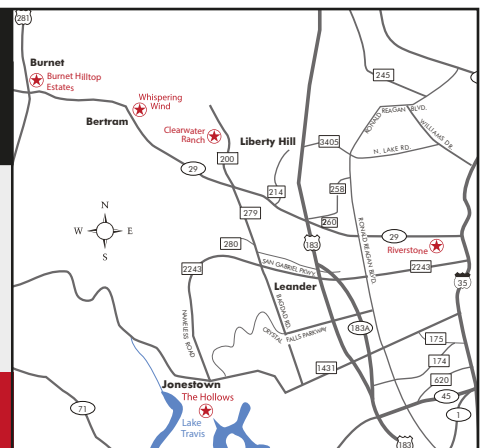 281
Burnet
Burnet Hilltop
Estates
Whispering
Wind
Bertram
Clearwater
Ranch
Liberty Hill
245
RONALD REAGAN BLVD.
WILLIAMS DR.
3405
N. LAKE RD.
200
29
214
258
279
260
N
W
E
S
280
183
RONALD REAGAN BLVD.
29
Riverstone
2243
SAN GABRIEL PKWY.
2243
35
Leander
BAGDAD RD.
NAMELESS ROAD
CRYSTAL FALLS PARKWAY
183A
175
1431
174
620
Jonestown
The Hollows
45
71
Lake
Travis
1
183